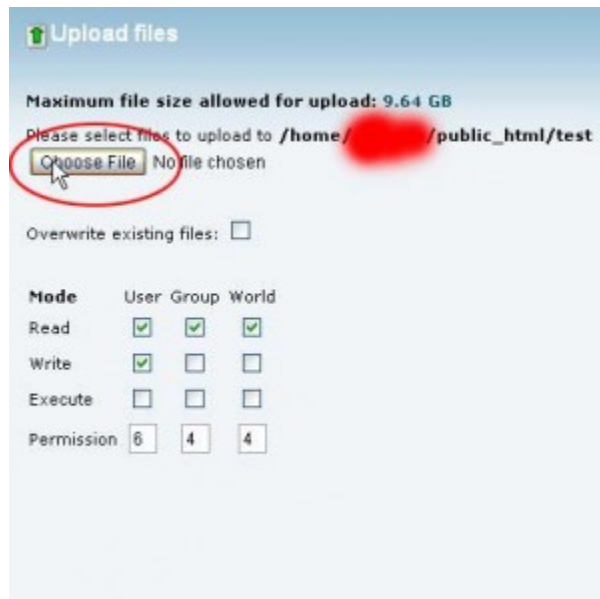 Upload files
Maximum file size allowed for upload: 9.64 GB
Please select files to upload to /home/ /public_html/test
Choose File No file chosen
Overwrite existing files:
Mode User Group World
Read
Write
Execute
Permission 6 4 4